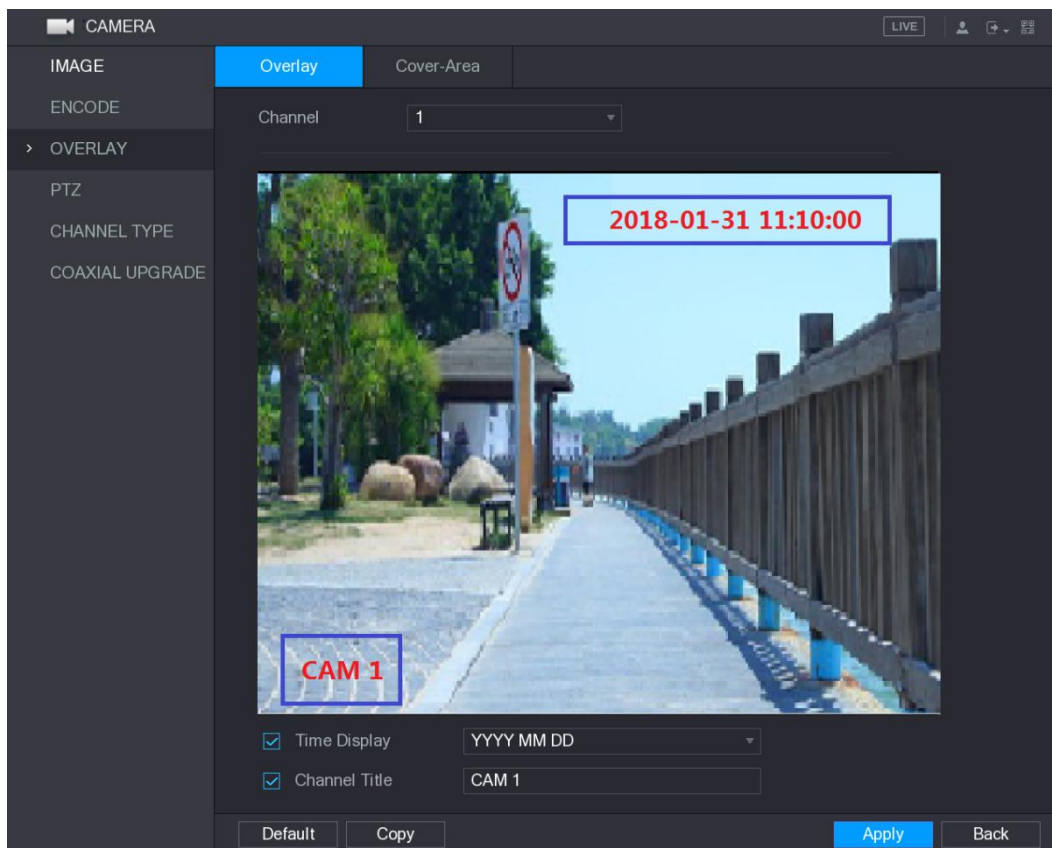 CAMERA
LIVE
IMAGE
ENCODE
OVERLAY
PTZ
CHANNEL TYPE
COAXIAL UPGRADE
Overlay Cover-Area
Channel 1
2018-01-31 11:10:00
CAM 1
Time Display YYYY MM DD
Channel Title CAM 1
Default Copy Apply Back